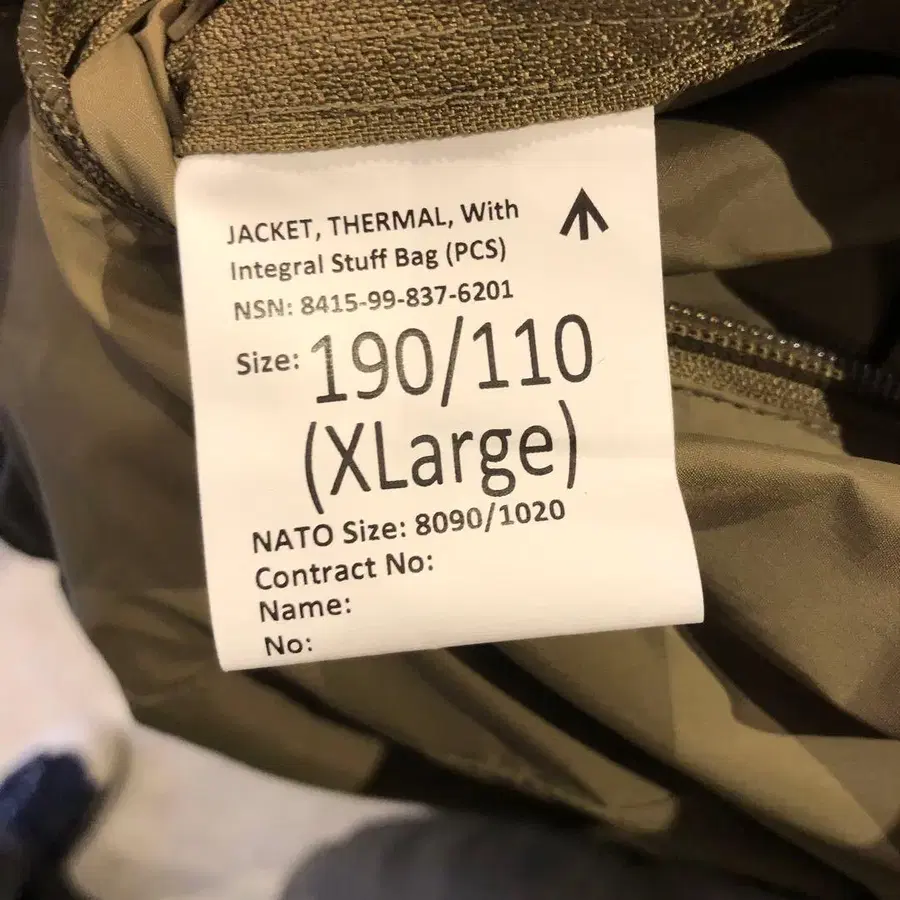 JACKET, THERMAL, With
Integral Stuff Bag (PCS)
NSN: 8415-99-837-6201
Size: 190/110
(XLarge)
NATO Size: 8090/1020
Contract No:
Name:
No: